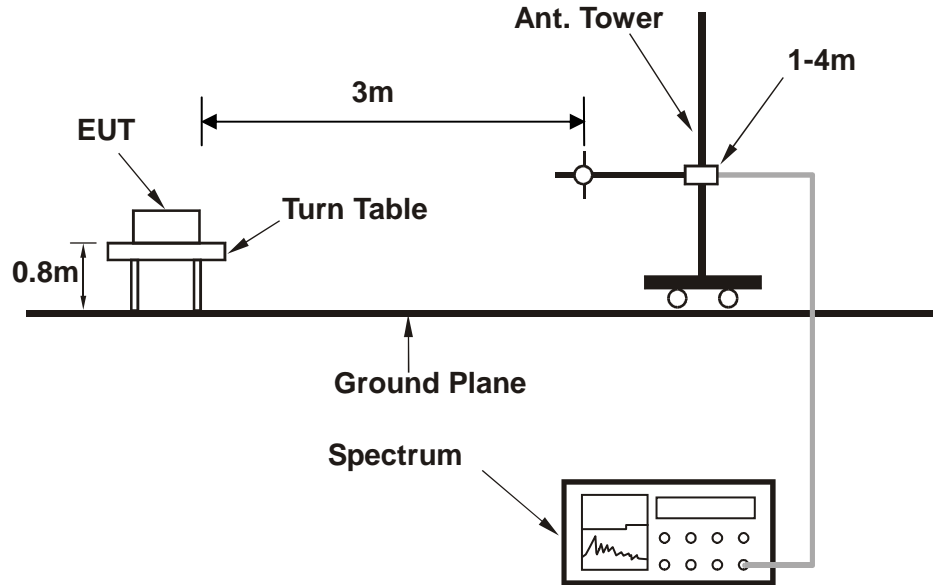 Ant. Tower
1-4m
3m
EUT
Turn Table
0.8m
Ground Plane
Spectrum